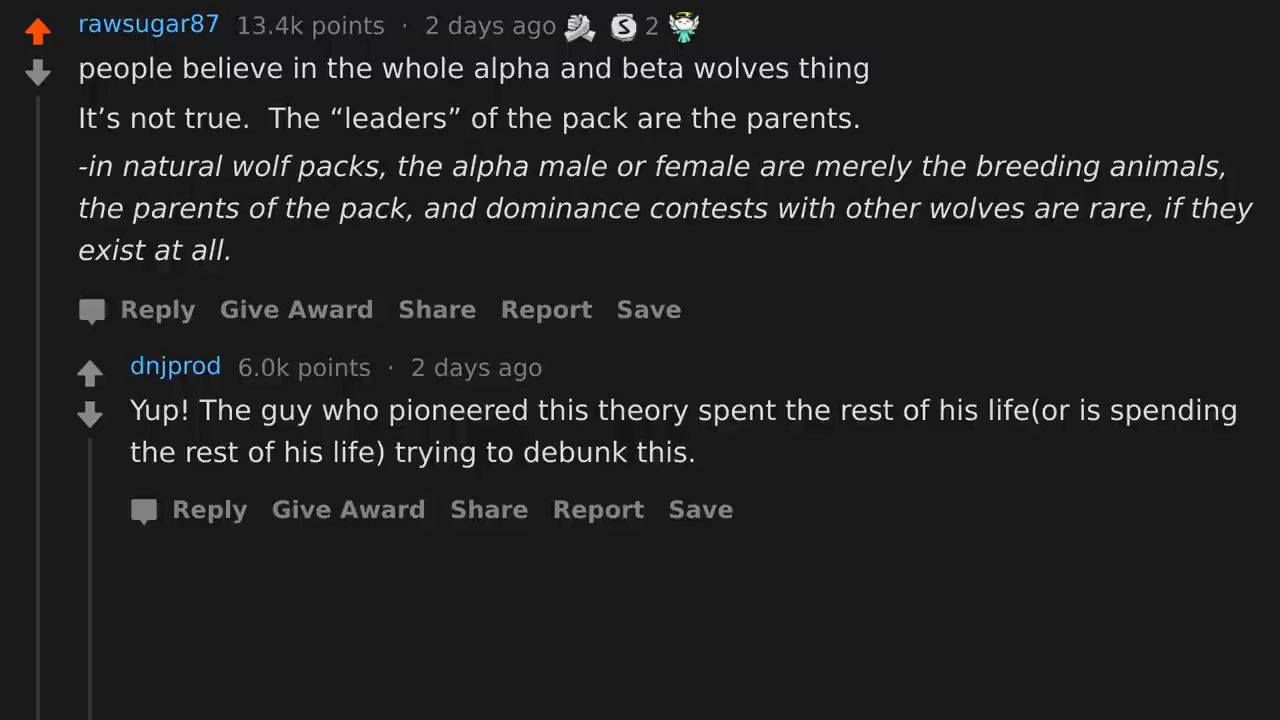 rawsugar87 13.4k points · 2 days ago S 2
people believe in the whole alpha and beta wolves thing
It’s not true.  The “leaders” of the pack are the parents.
-in natural wolf packs, the alpha male or female are merely the breeding animals,
the parents of the pack, and dominance contests with other wolves are rare, if they
exist at all.
Reply Give Award Share Report Save
dnjprod 6.0k points · 2 days ago
Yup! The guy who pioneered this theory spent the rest of his life(or is spending
the rest of his life) trying to debunk this.
Reply Give Award Share Report Save